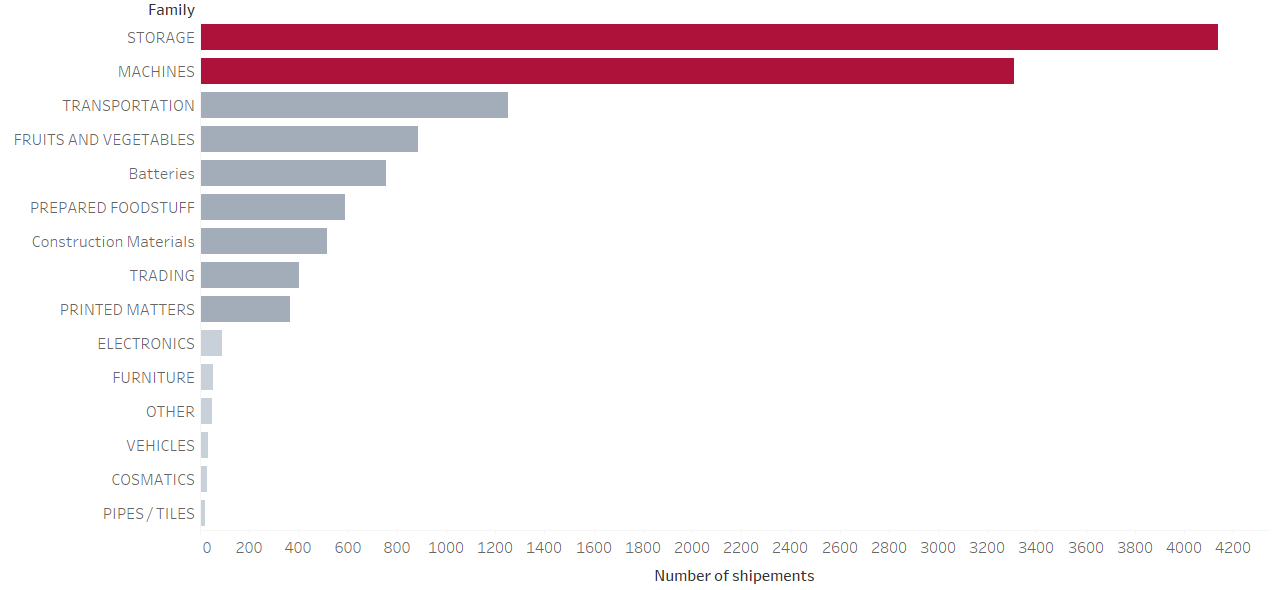 Family
STORAGE
MACHINES
TRANSPORTATION
FRUITS AND VEGETABLES
Batteries
PREPARED FOODSTUFF
Construction Materials
TRADING
PRINTED MATTERS
ELECTRONICS
FURNITURE
OTHER
VEHICLES
COSMATICS
PIPES / TILES
0 200 400 600 800 1000 1200 1400 1600 1800 2000 2200 2400 2600 2800 3000 3200 3400 3600 3800 4000 4200
Number of shipements